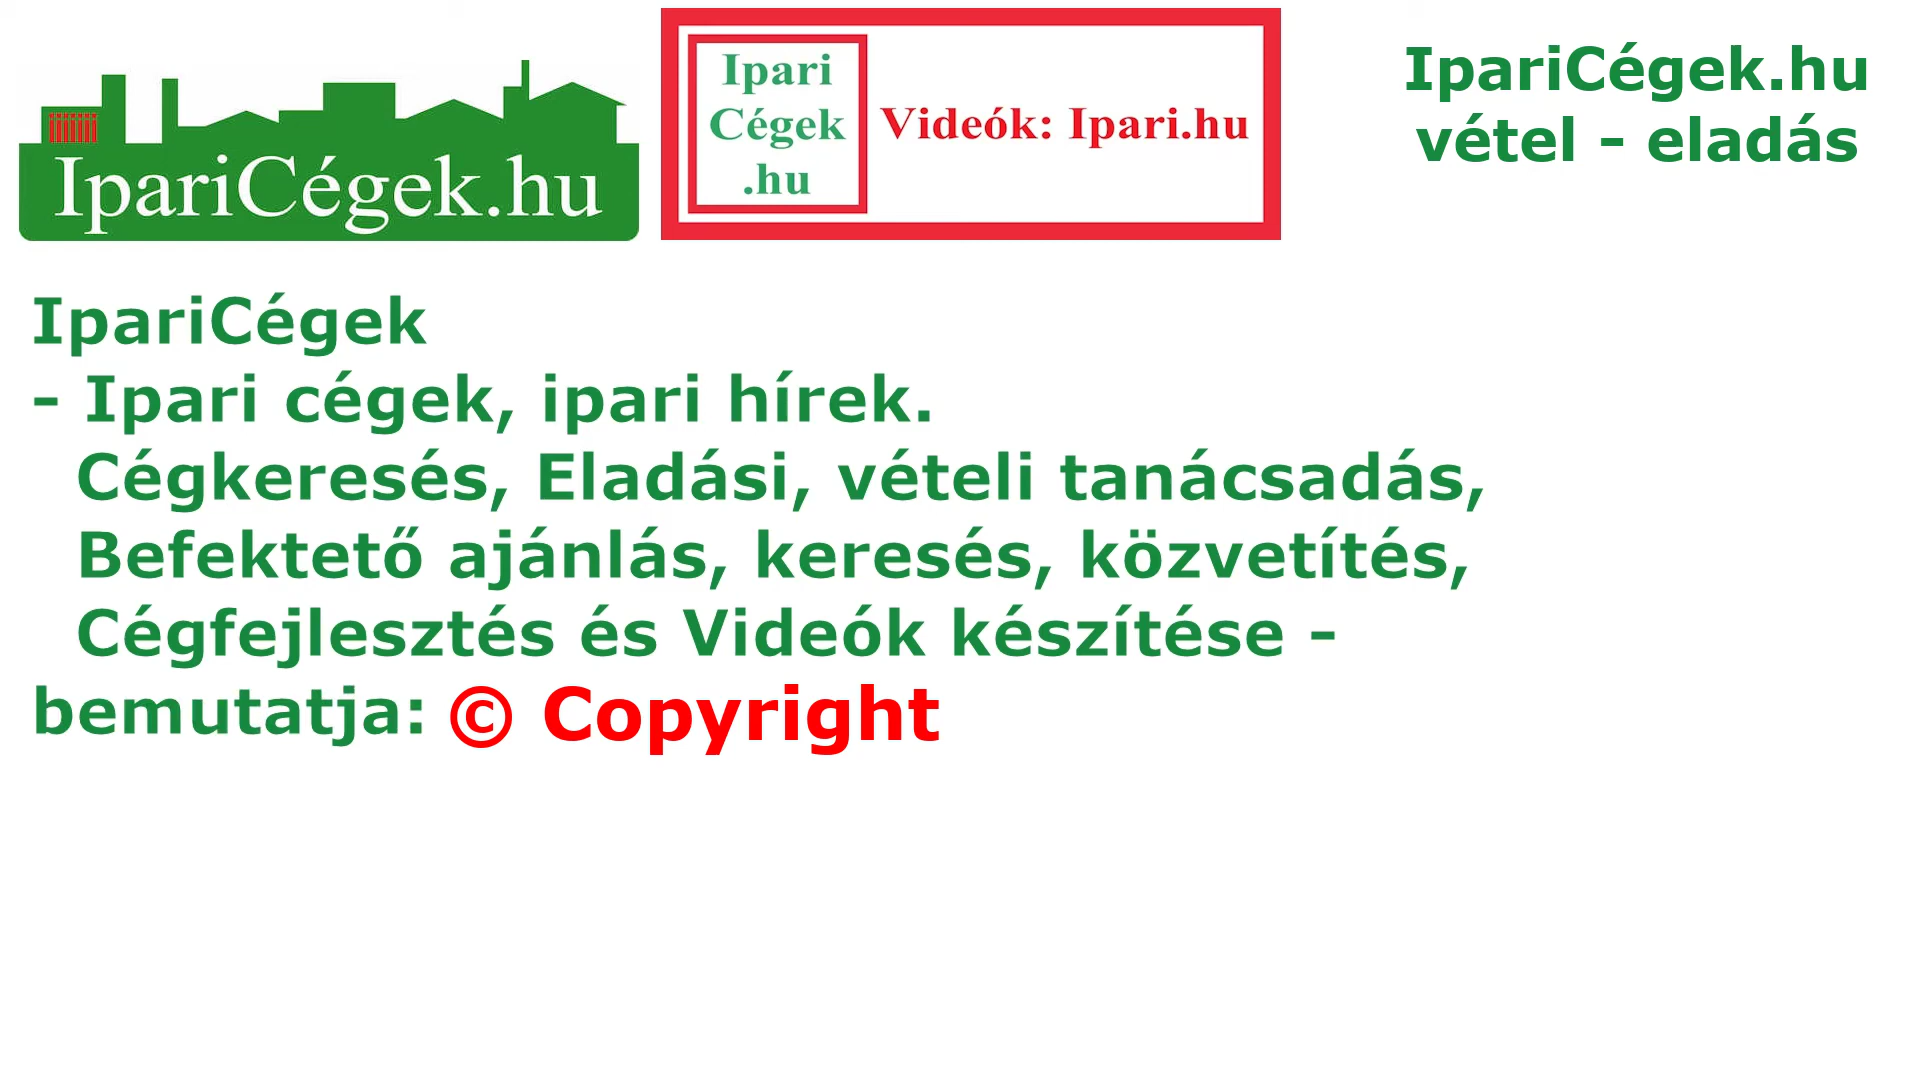 IpariCégek.hu
Ipari
Cégek
.hu
Videók: Ipari.hu
IpariCégek.hu
vétel - eladás
IpariCégek
- Ipari cégek, ipari hírek.
Cégkeresés, Eladási, vételi tanácsadás,
Befektető ajánlás, keresés, közvetítés,
Cégfejlesztés és Videók készítése -
bemutatja: © Copyright